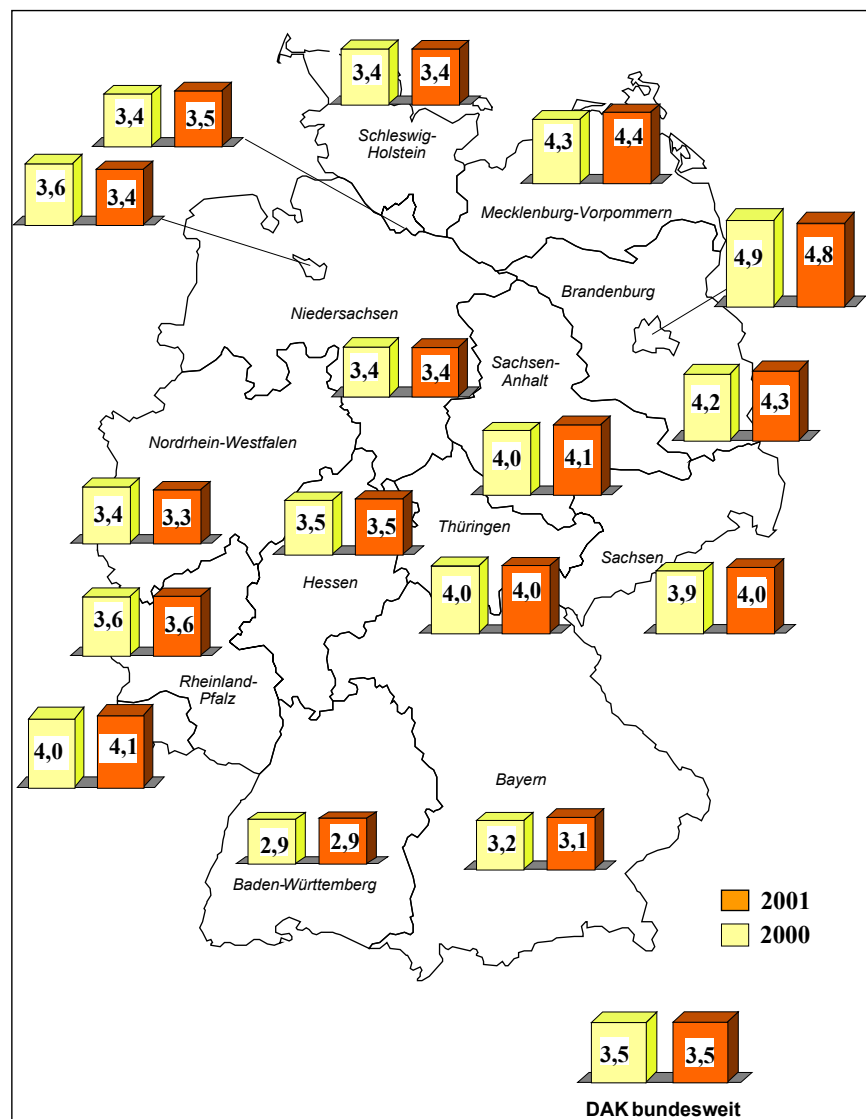 3,4 3,4
3,4 3,5
Schleswig-
Holstein
4,3 4,4
3,6 3,4
Mecklenburg-Vorpommern
4,9 4,8
Brandenburg
Niedersachsen
3,4 3,4
Sachsen-
Anhalt
4,2 4,3
Nordrhein-Westfalen
4,0 4,1
3,4 3,3
3,5 3,5
Thüringen
Sachsen
Hessen
4,0 4,0
3,9 4,0
3,6 3,6
Rheinland-
Pfalz
4,0 4,1
Bayern
2,9 2,9
3,2 3,1
Baden-Württemberg
2001
2000
3,5 3,5
DAK bundesweit